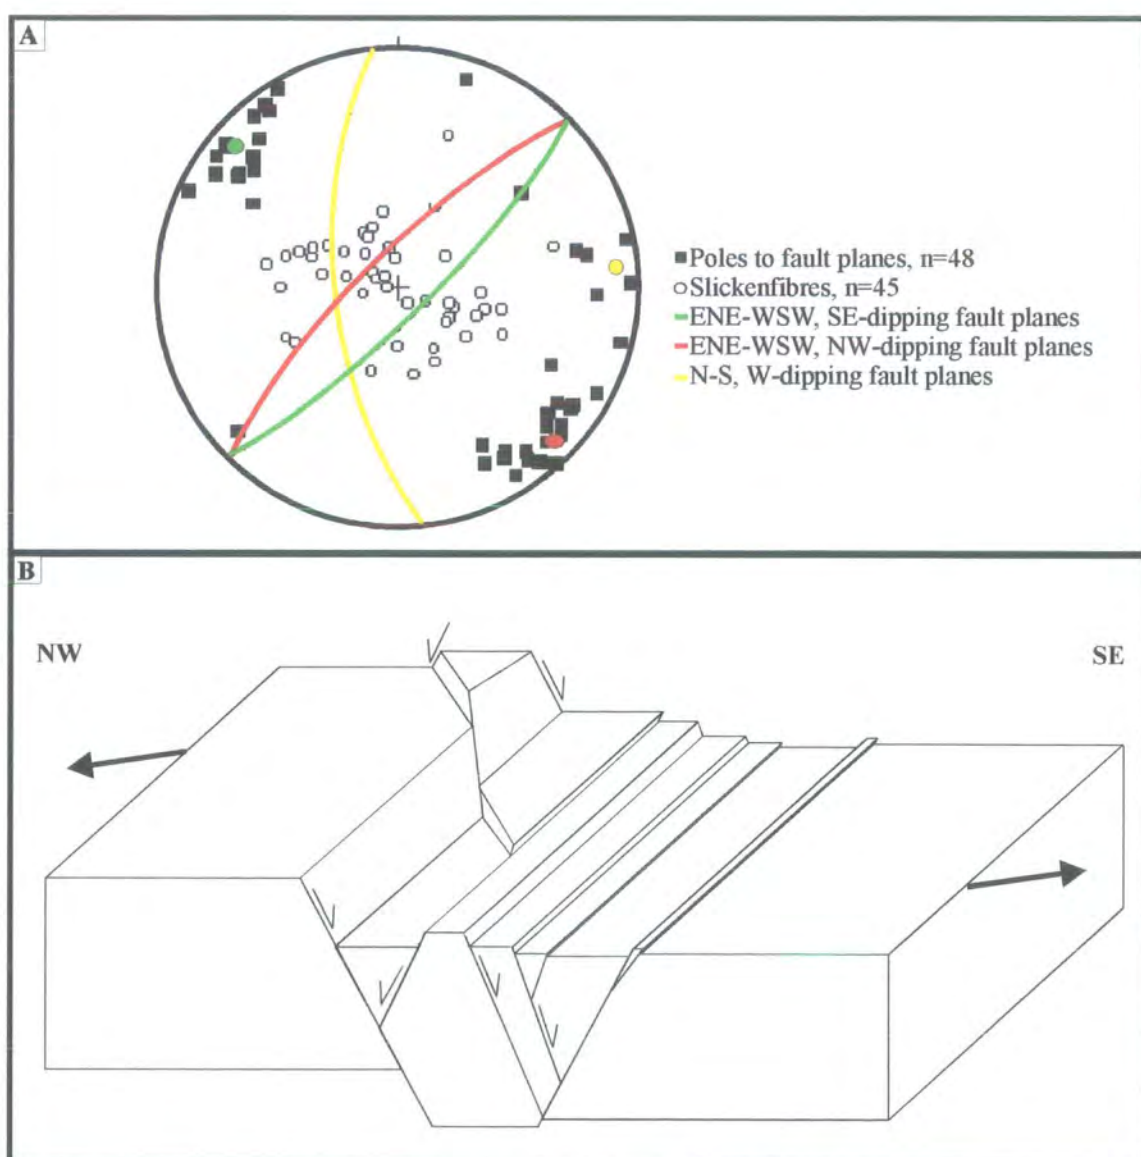 A
Poles to fault planes, n=48
Slickenfibres, n=45
ENE-WSW, SE-dipping fault planes
ENE-WSW, NW-dipping fault planes
N-S, W-dipping fault planes
B
NW
SE